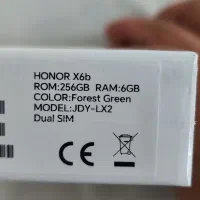 HONOR X6b
ROM:256GB RAM:6GB
COLOR:Forest Green
MODEL:JDY-LX2
Dual SIM
CE